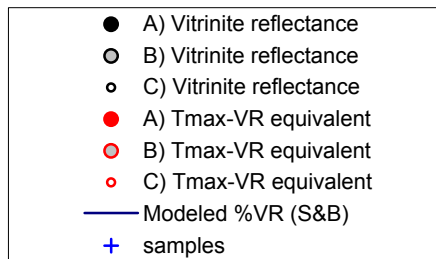 A) Vitrinite reflectance
B) Vitrinite reflectance
C) Vitrinite reflectance
A) Tmax-VR equivalent
B) Tmax-VR equivalent
C) Tmax-VR equivalent
Modeled %VR (S&B)
samples